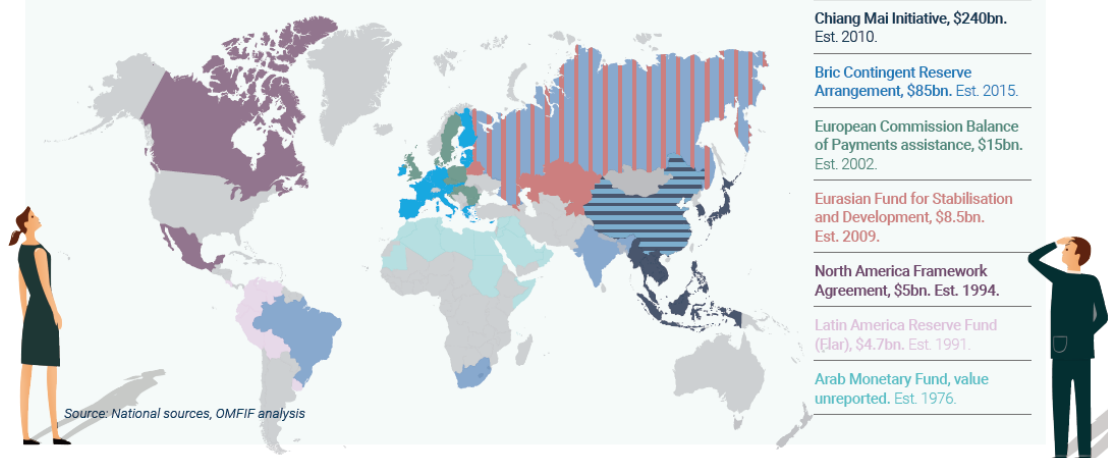 Chiang Mai Initiative, $240bn.
Est. 2010.
Bric Contingent Reserve
Arrangement, $85bn. Est. 2015.
European Commission Balance
of Payments assistance, $15bn.
Est. 2002.
Eurasian Fund for Stabilisation
and Development, $8.5bn.
Est. 2009.
North America Framework
Agreement, $5bn. Est. 1994.
Latin America Reserve Fund
(Flar), $4.7bn. Est. 1991.
Arab Monetary Fund, value
unreported. Est. 1976.
Source: National sources, OMFIF analysis